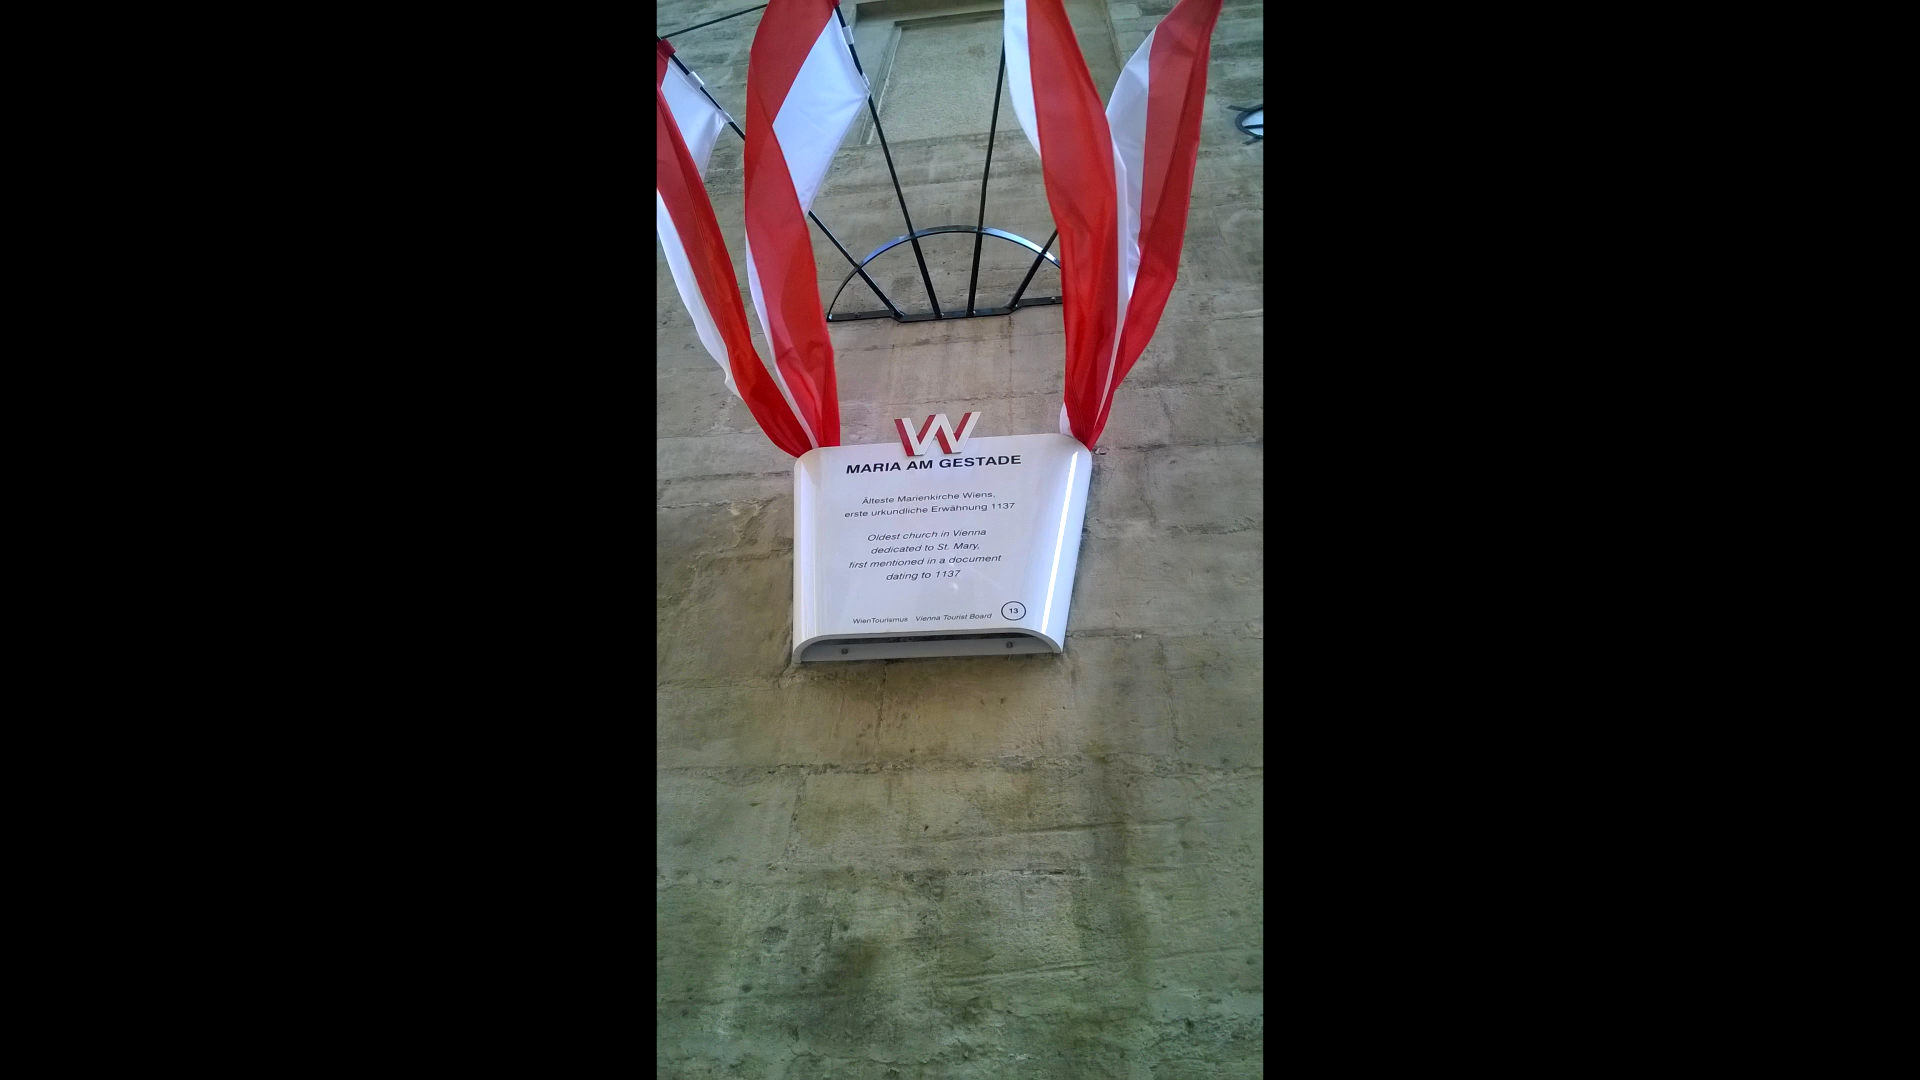 W
MARIA AM GESTADE
Älteste Marienkirche Wiens,
erste urkundliche Erwähnung 1137
Oldest church in Vienna
dedicated to St. Mary,
first mentioned in a document
dating to 1137
WienTourismus Vienna Tourist Board 13